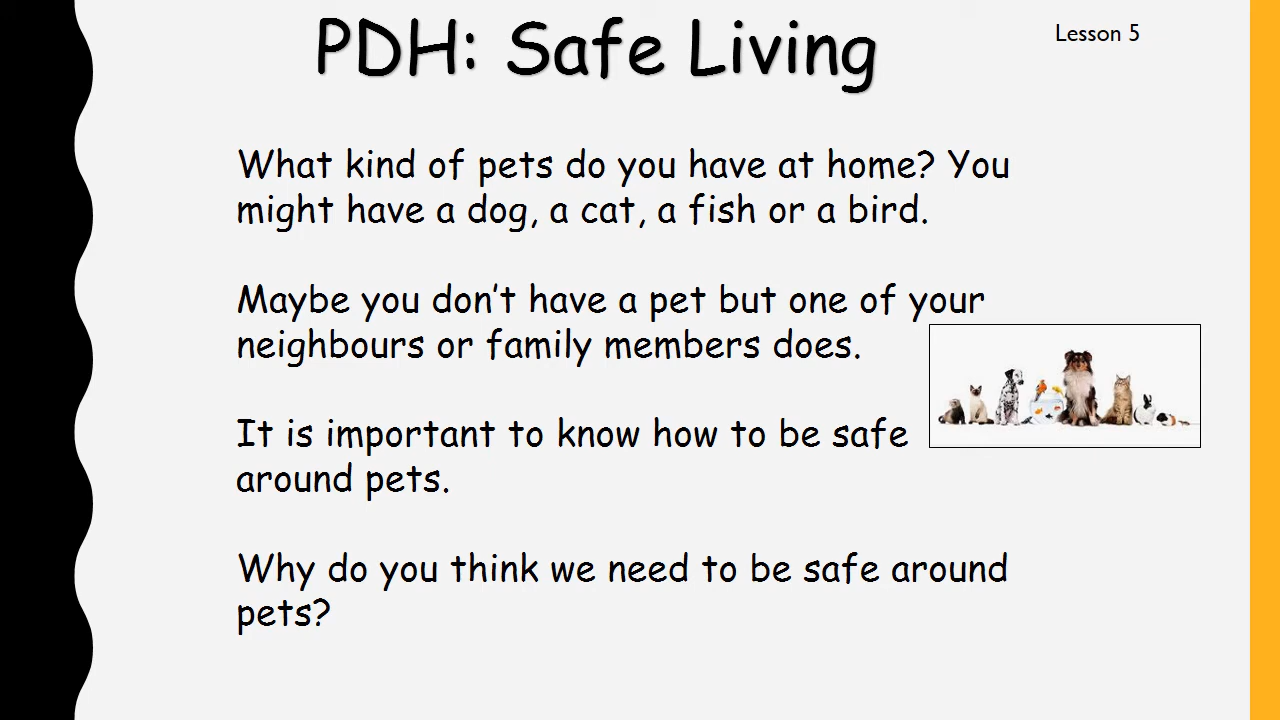 PDH: Safe Living
Lesson 5
What kind of pets do you have at home? You
might have a dog, a cat, a fish or a bird.
Maybe you don't have a pet but one of your
neighbours or family members does.
It is important to know how to be safe
around pets.
Why do you think we need to be safe around
pets?